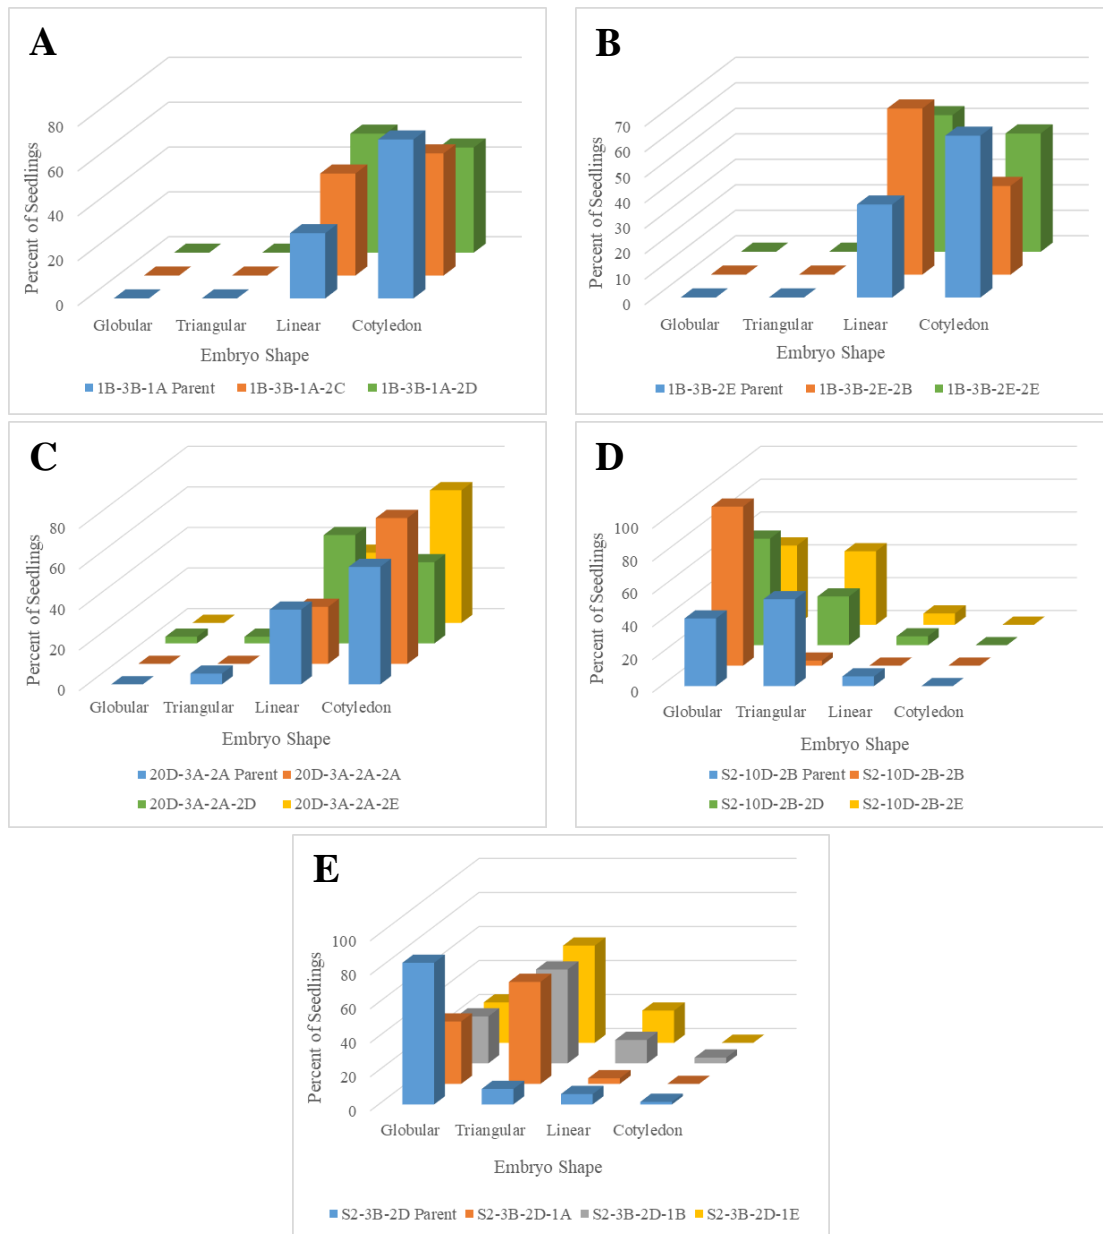 A
Percent of Seedlings
80
60
40
20
0
Globular Triangular Linear Cotyledon
Embryo Shape
1B-3B-1A Parent 1B-3B-1A-2C 1B-3B-1A-2D
B
Percent of Seedlings
70
60
50
40
30
20
10
0
Globular Triangular Linear Cotyledon
Embryo Shape
1B-3B-2E Parent 1B-3B-2E-2B 1B-3B-2E-2E
C
Percent of Seedlings
80
60
40
20
0
Globular Triangular Linear Cotyledon
Embryo Shape
20D-3A-2A Parent 20D-3A-2A-2A
20D-3A-2A-2D 20D-3A-2A-2E
D
Percent of Seedlings
100
80
60
40
20
0
Globular Triangular Linear Cotyledon
Embryo Shape
S2-10D-2B Parent S2-10D-2B-2B
S2-10D-2B-2D S2-10D-2B-2E
E
Percent of Seedlings
100
80
60
40
20
0
Globular Triangular Linear Cotyledon
Embryo Shape
S2-3B-2D Parent S2-3B-2D-1A S2-3B-2D-1B S2-3B-2D-1E